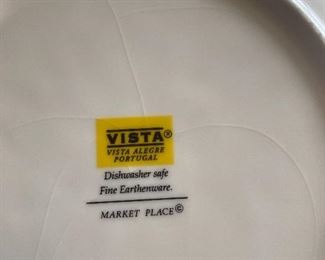 VISTA®
VISTA ALEGRE
PORTUGAL
Dishwasher safe
Fine Earthenware.
MARKET PLACE©